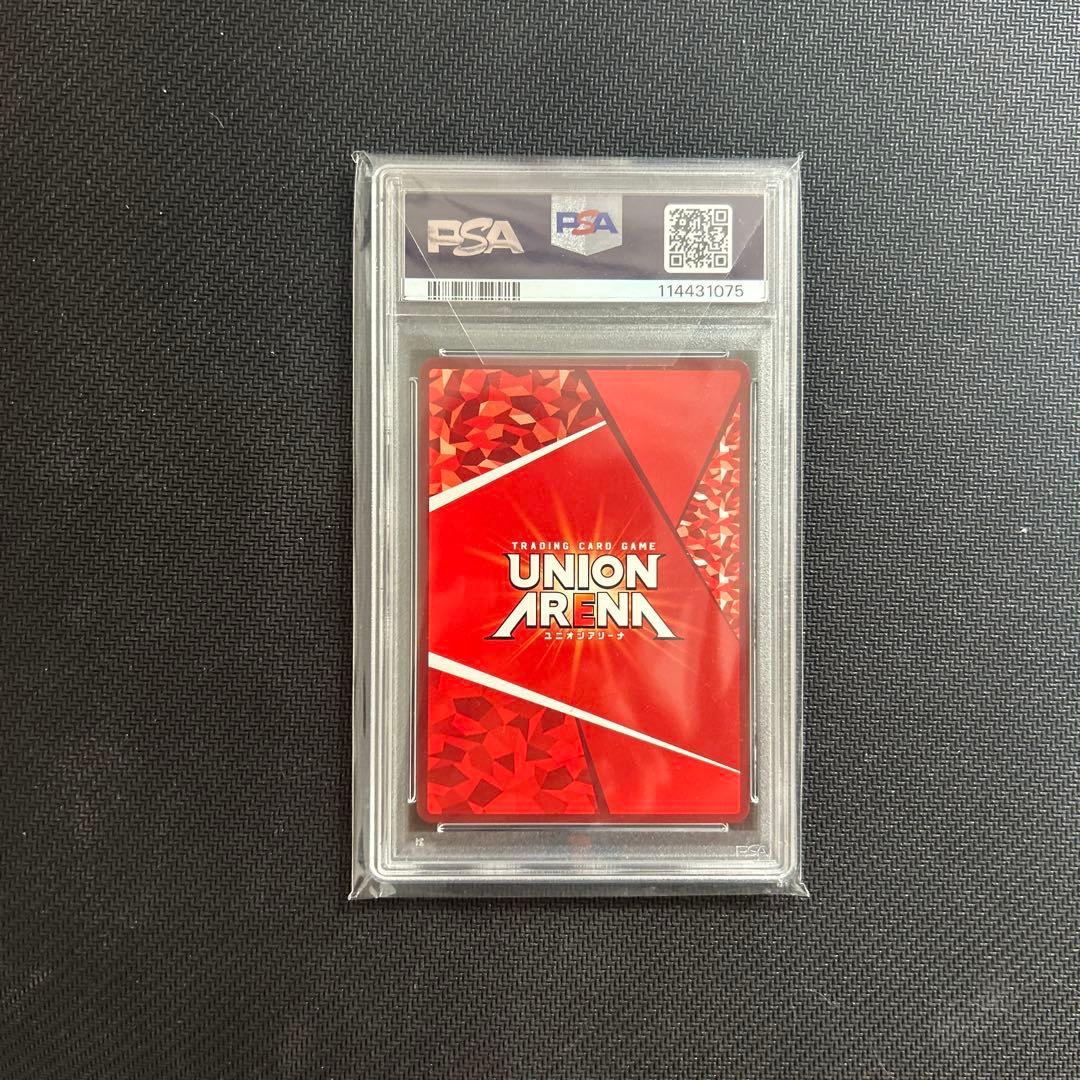 PSA
PSA
114431075
TRADING CARD GAME
UNION
ARENA
ユニオンアリーナ
PSA